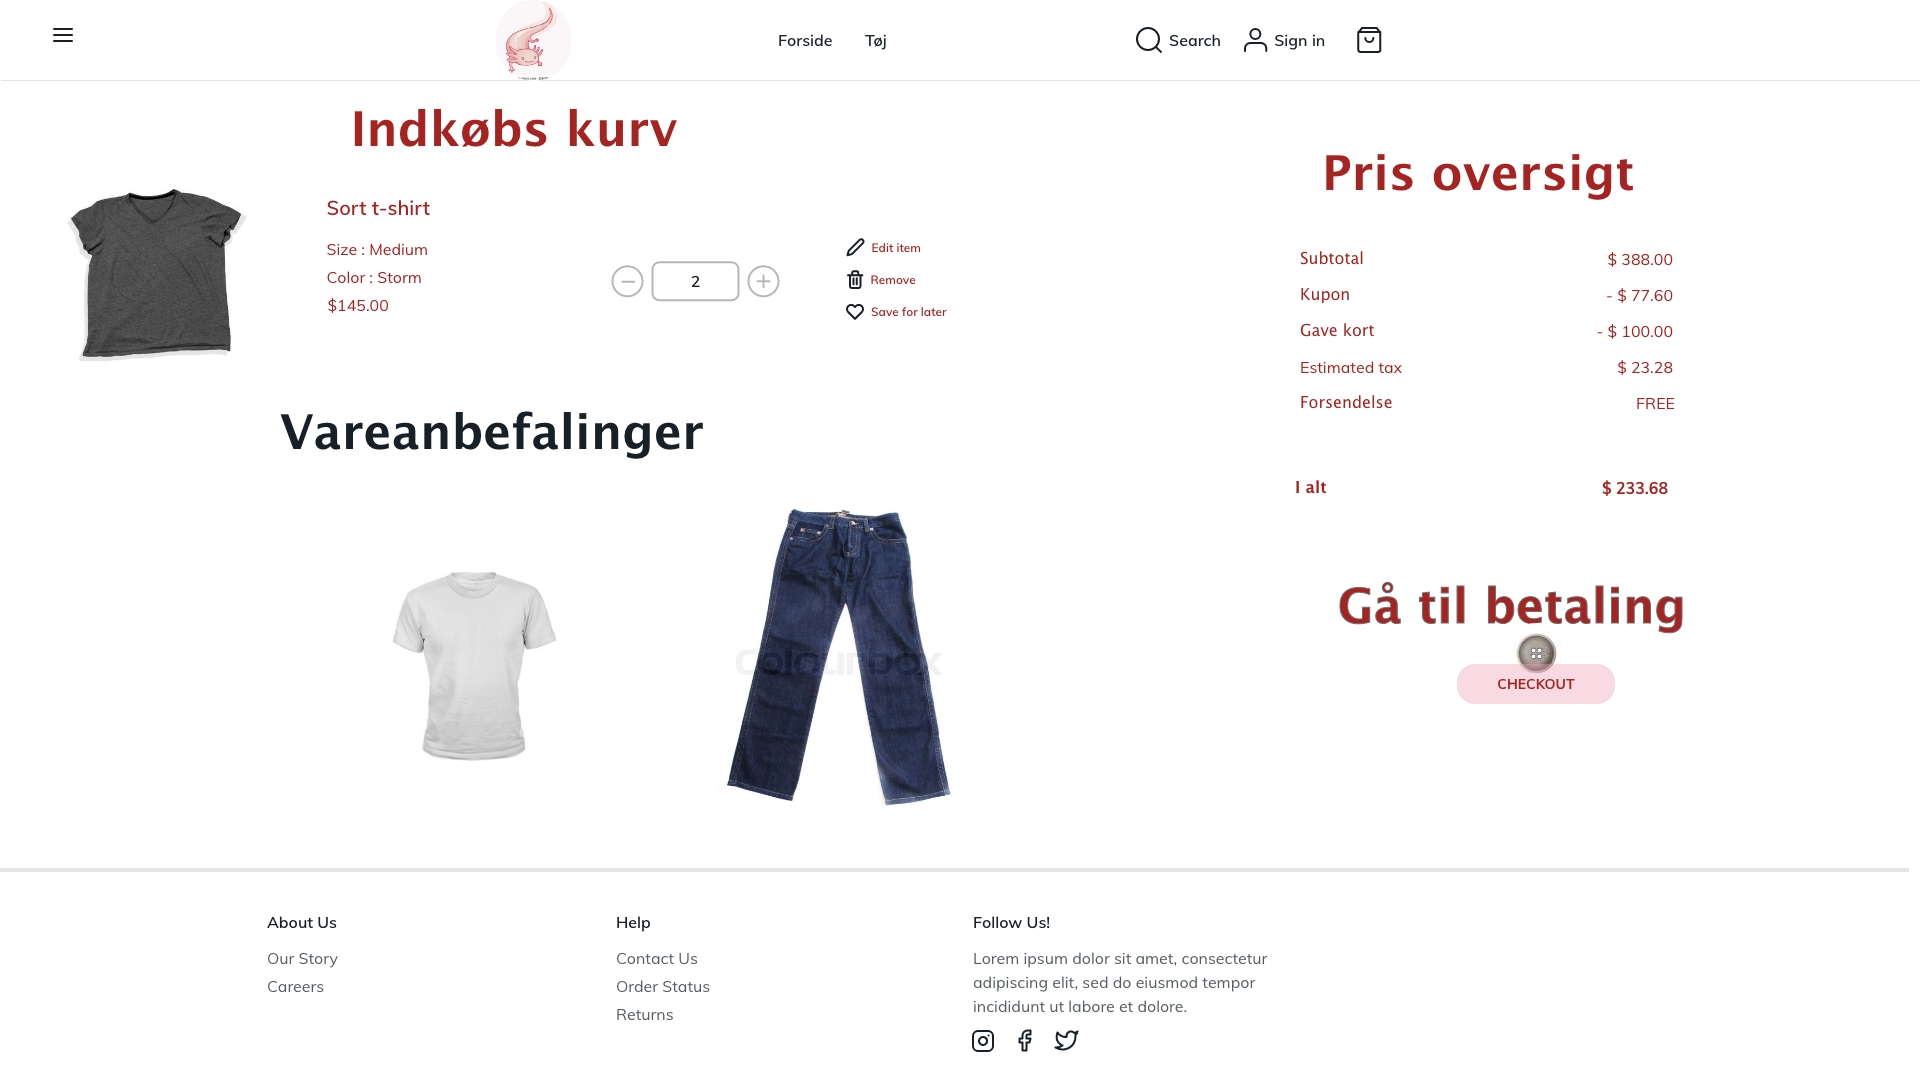 Forside
Tøj
Search
Sign in
Indkøbs kurv
Sort t-shirt
Size : Medium
Color : Storm
$145.00
2
Edit item
Remove
Save for later
Pris oversigt
Subtotal $ 388.00
Kupon - $ 77.60
Gave kort - $ 100.00
Estimated tax $ 23.28
Forsendelse FREE
I alt $ 233.68
Gå til betaling
CHECKOUT
Vareanbefalinger
Colourbox
About Us
Our Story
Careers
Help
Contact Us
Order Status
Returns
Follow Us!
Lorem ipsum dolor sit amet, consectetur
adipiscing elit, sed do eiusmod tempor
incididunt ut labore et dolore.